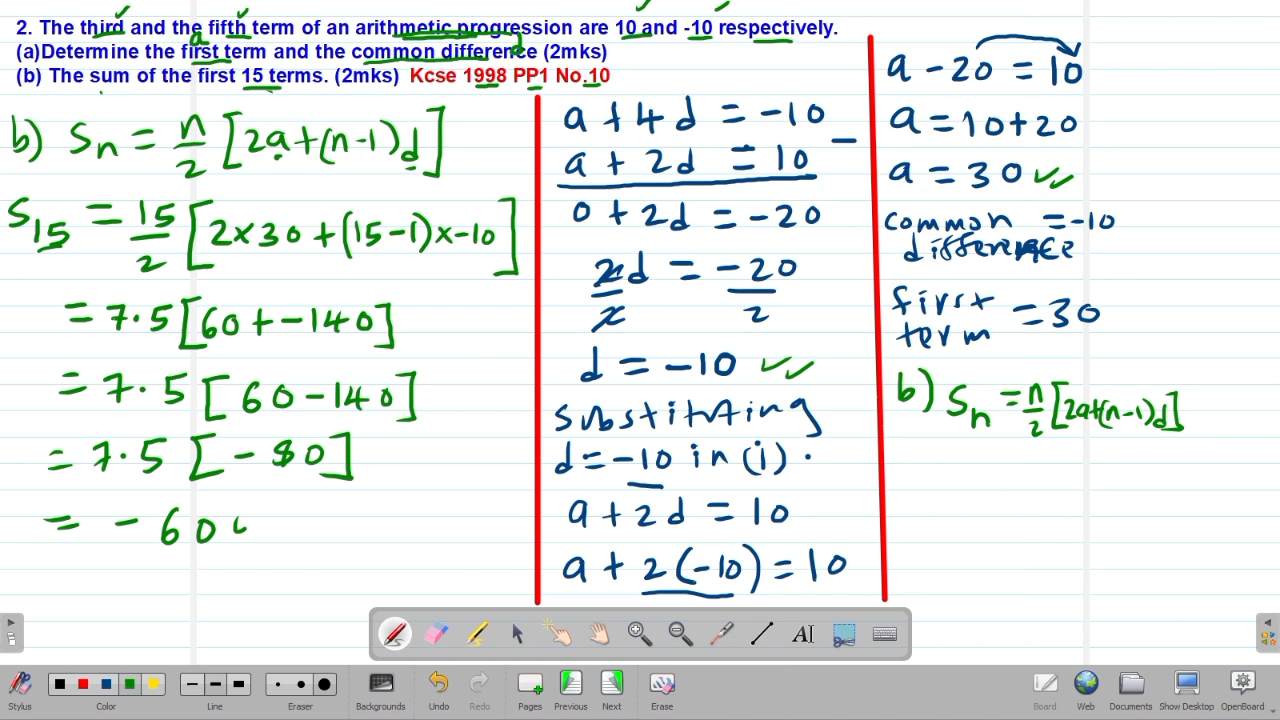 2. The third and the fifth term of an arithmetic progression are 10 and -10 respectively.
(a)Determine the first term and the common difference (2mks)
(b) The sum of the first 15 terms. (2mks) Kcse 1998 PP1 No.10
a
d
b) Sn = n/2 [2a+(n-1)d]
S15 = 15/2 [2x30+(15-1)x-10]
= 7.5[60+-140]
= 7.5 [60-140]
= 7.5 [-80]
= -60
a + 4d = -10
a + 2d = 10 -
0 + 2d = -20
2d/2 = -20/2
d = -10
substituting
d = -10 in (i).
a + 2d = 10
a + 2(-10) = 10
a - 20 = 10
a = 10+20
a = 30
common = -10
difference
first = 30
term
b) Sn = n/2 [2a+(n-1)d]
Stylus
Color
Line
Eraser
Backgrounds
Undo
Redo
Pages
Previous
Next
Erase
Board
Web
Documents
Show Desktop
OpenBoard
AI